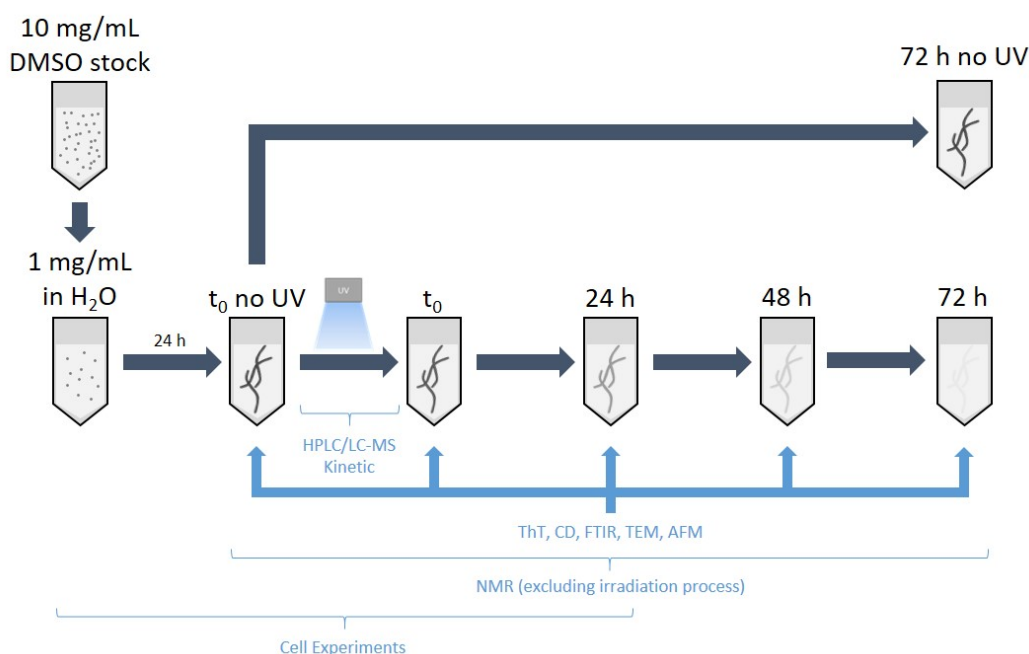 10 mg/mL
DMSO stock
72 h no UV
1 mg/mL
in H₂O
24 h
t₀ no UV
UV
t₀
24 h
48 h
72 h
HPLC/LC-MS
Kinetic
ThT, CD, FTIR, TEM, AFM
NMR (excluding irradiation process)
Cell Experiments